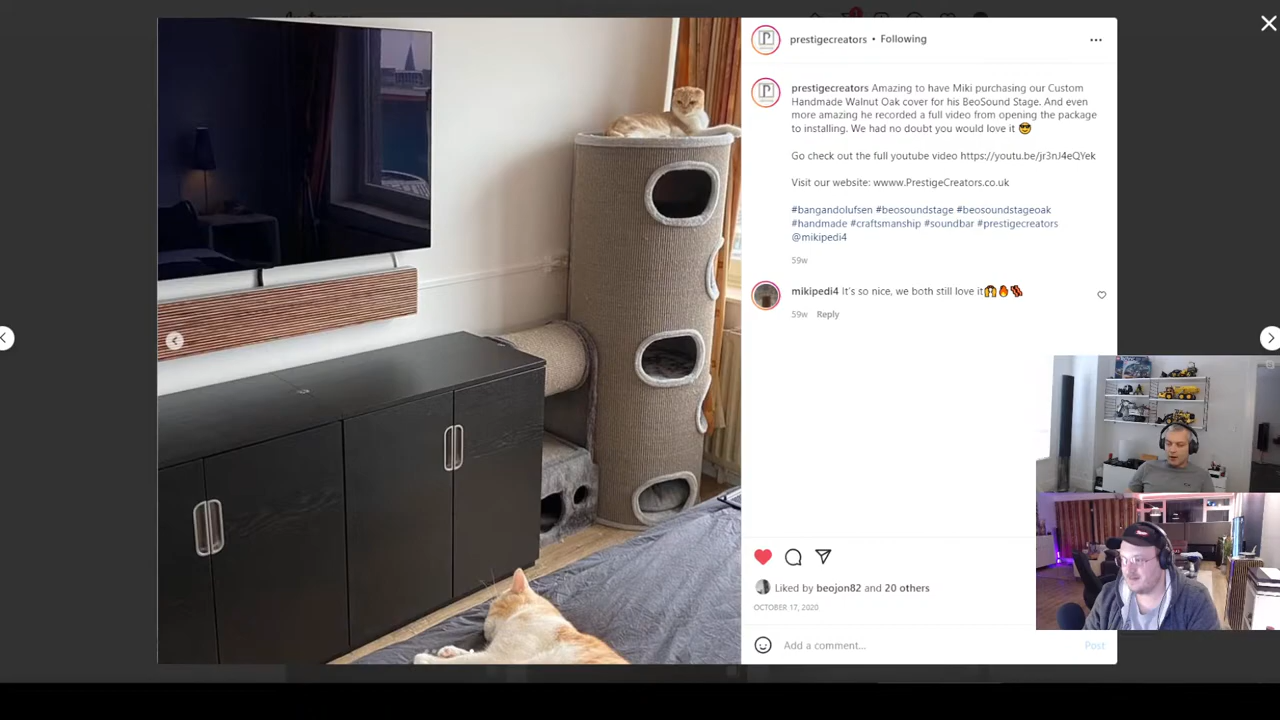 prestigecreators • Following
prestigecreators Amazing to have Miki purchasing our Custom
Handmade Walnut Oak cover for his BeoSound Stage. And even
more amazing he recorded a full video from opening the package
to installing. We had no doubt you would love it 😎
Go check out the full youtube video https://youtu.be/jr3nJ4eQYek
Visit our website: wwww.PrestigeCreators.co.uk
#bangandolufsen #beosoundstage #beosoundstageoak
#handmade #craftsmanship #soundbar #prestigecreators
@mikipedi4
59w
mikipedi4 It's so nice, we both still love it🙌🔥🥓
59w Reply
Liked by beojon82 and 20 others
OCTOBER 17, 2020
Add a comment...
Post